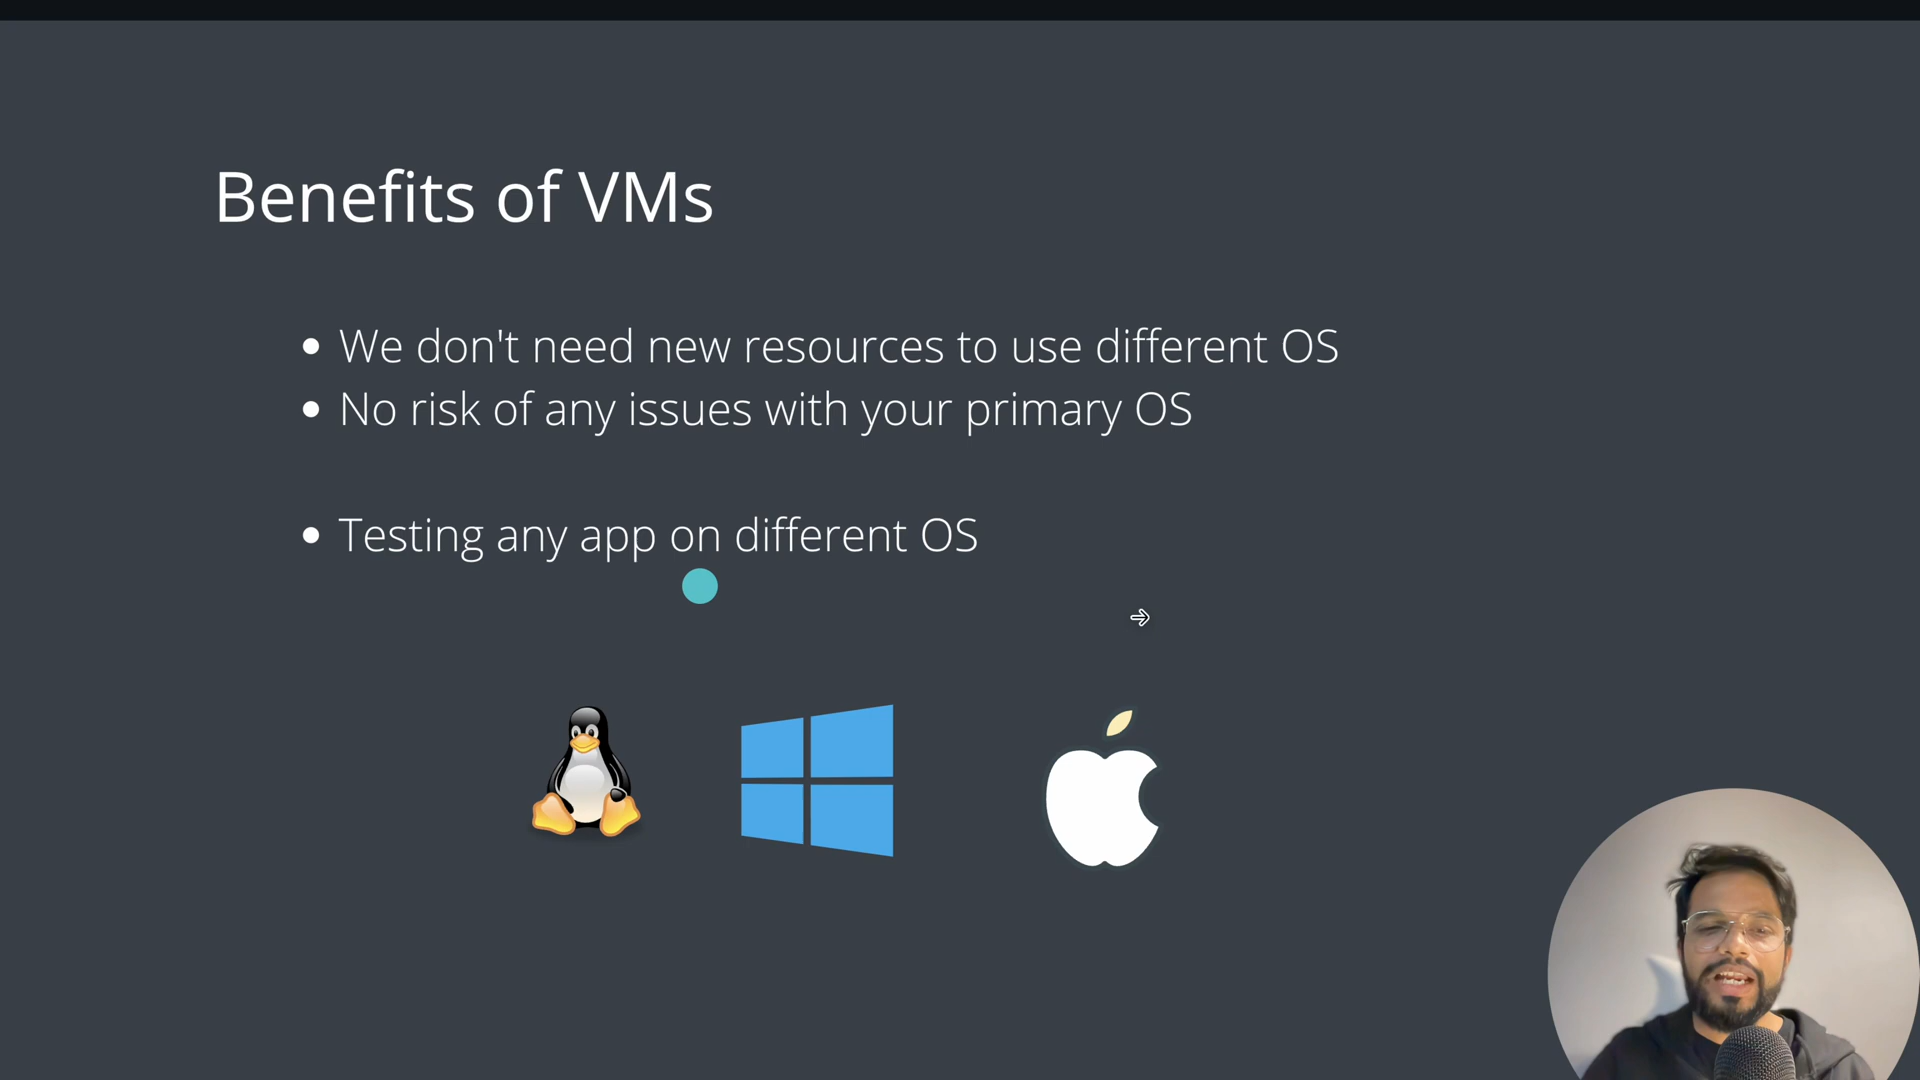 Benefits of VMs
• We don't need new resources to use different OS
• No risk of any issues with your primary OS
• Testing any app on different OS